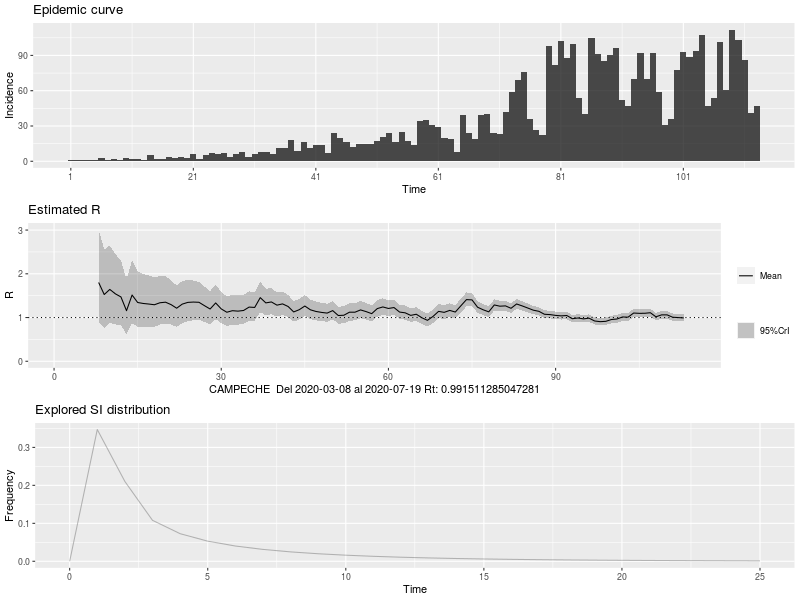 Epidemic curve
90
60
30
0
Incidence
1 21 41 61 81 101
Time
Estimated R
3
2
1
0
R
Mean
95%CrI
0 30 60 90
CAMPECHE Del 2020-03-08 al 2020-07-19 Rt: 0.991511285047281
Explored SI distribution
0.3
0.2
0.1
0.0
Frequency
0 5 10 15 20 25
Time